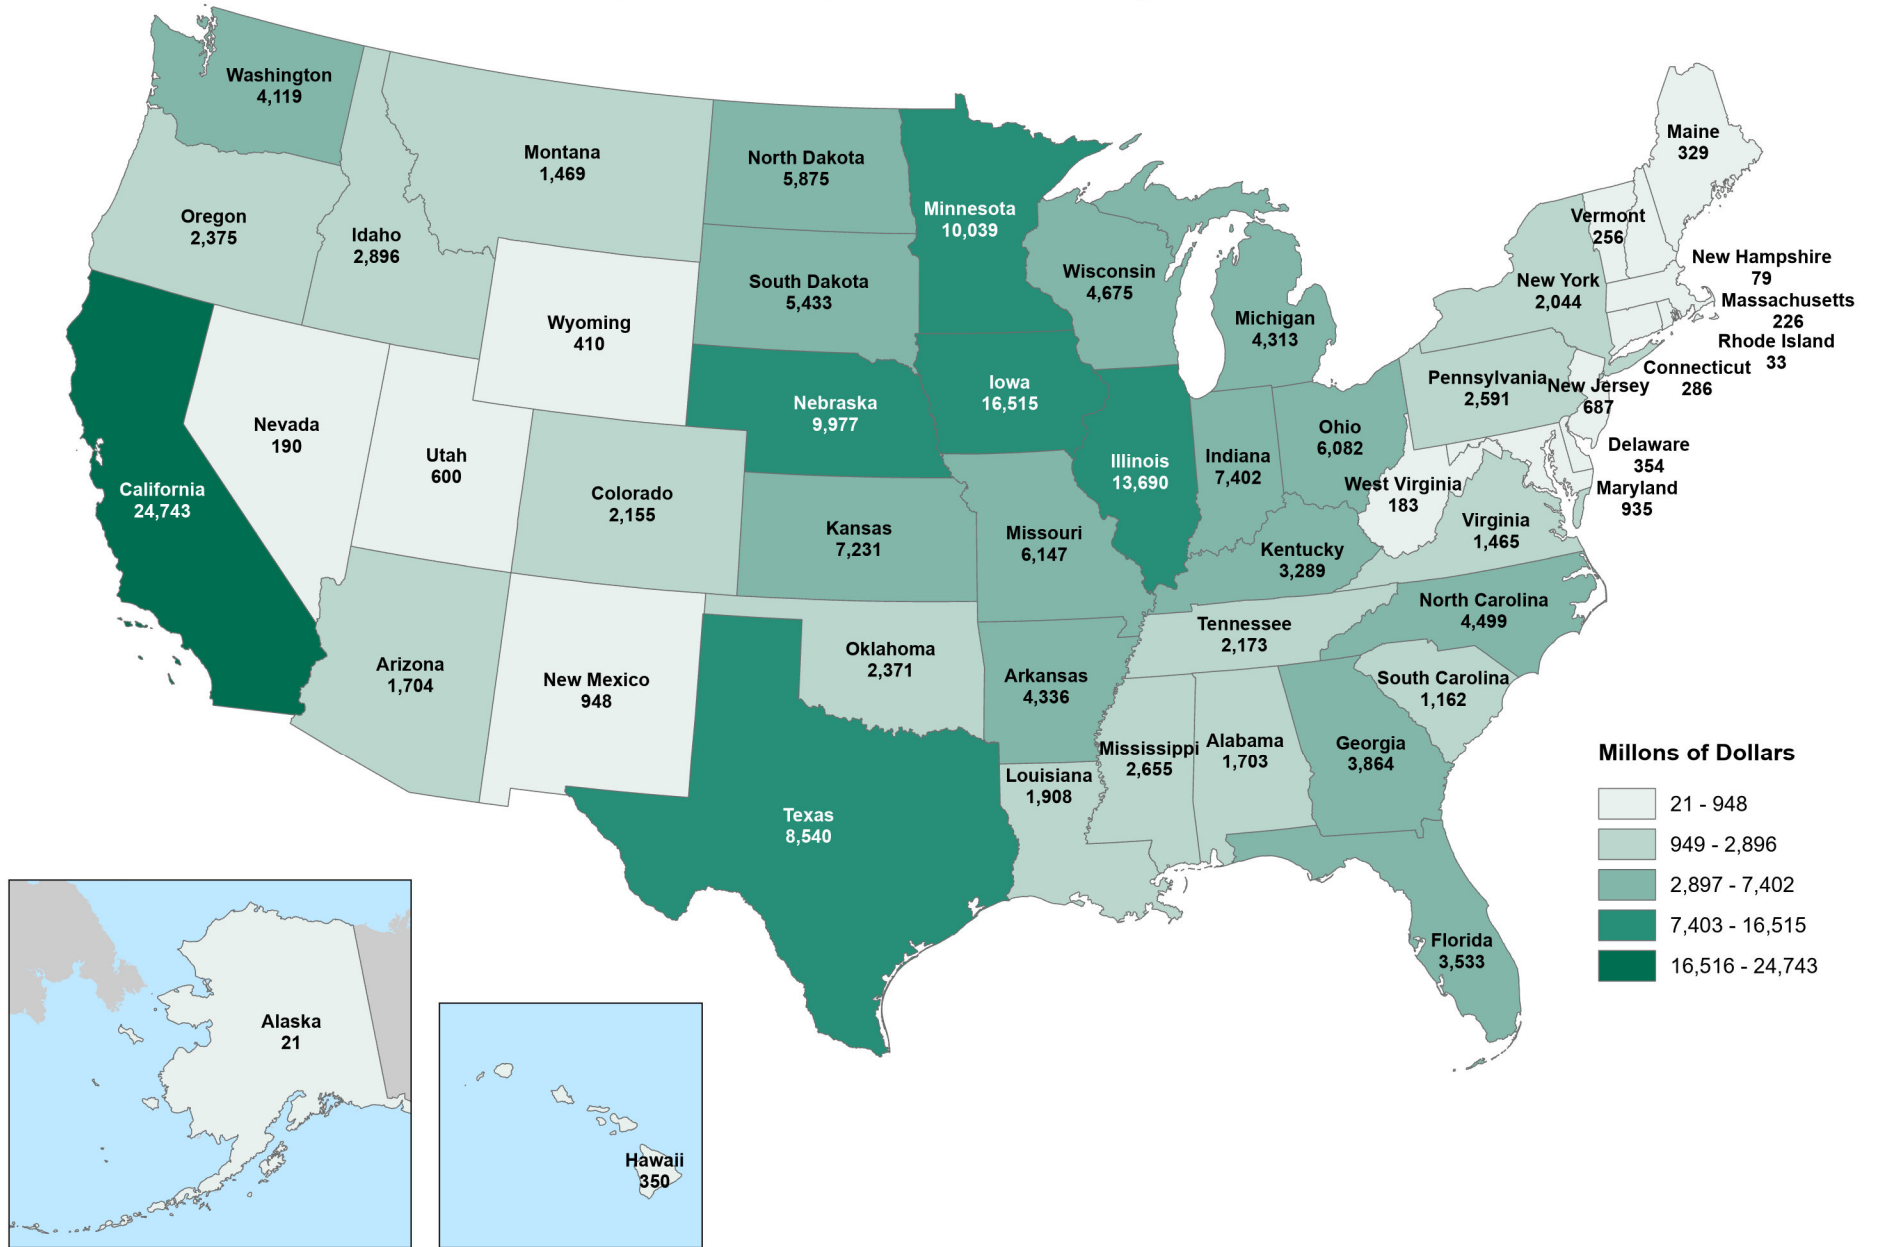 Washington
4,119
Montana
1,469
North Dakota
5,875
Minnesota
10,039
Maine
329
Oregon
2,375
Idaho
2,896
South Dakota
5,433
Wisconsin
4,675
Michigan
4,313
Vermont
256
New Hampshire
79
New York
2,044
Massachusetts
226
Rhode Island
33
Connecticut
286
Wyoming
410
Nebraska
9,977
Iowa
16,515
Pennsylvania
2,591
New Jersey
687
Nevada
190
Utah
600
Colorado
2,155
California
24,743
Illinois
13,690
Indiana
7,402
Ohio
6,082
West Virginia
183
Delaware
354
Maryland
935
Virginia
1,465
Kansas
7,231
Missouri
6,147
Kentucky
3,289
North Carolina
4,499
Tennessee
2,173
Arizona
1,704
New Mexico
948
Oklahoma
2,371
Arkansas
4,336
South Carolina
1,162
Mississippi
2,655
Alabama
1,703
Georgia
3,864
Louisiana
1,908
Texas
8,540
Florida
3,533
Alaska
21
Hawaii
350
Millons of Dollars
21 - 948
949 - 2,896
2,897 - 7,402
7,403 - 16,515
16,516 - 24,743